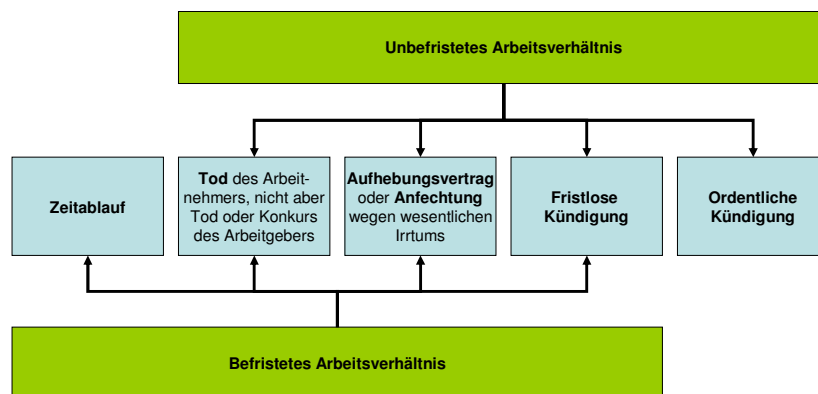 Unbefristetes Arbeitsverhältnis
Zeitablauf
Tod des Arbeit-
nehmers, nicht aber
Tod oder Konkurs
des Arbeitgebers
Aufhebungsvertrag
oder Anfechtung
wegen wesentlichen
Irrtums
Fristlose
Kündigung
Ordentliche
Kündigung
Befristetes Arbeitsverhältnis